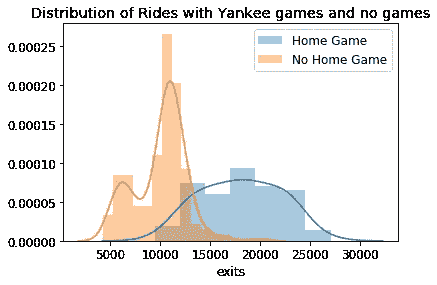 Distribution of Rides with Yankee games and no games
Home Game
No Home Game
0.00025
0.00020
0.00015
0.00010
0.00005
0.00000
5000 10000 15000 20000 25000 30000
exits